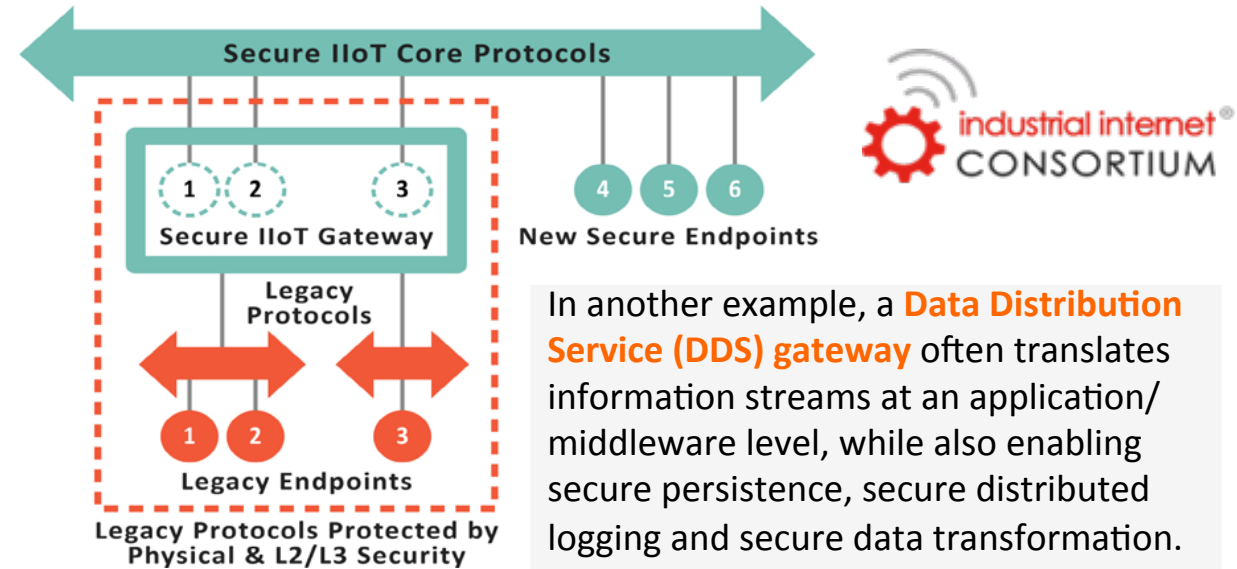 Secure IIoT Core Protocols
industrial internet®
CONSORTIUM
1 2 3
4 5 6
Secure IIoT Gateway
New Secure Endpoints
Legacy
Protocols
1 2 3
Legacy Endpoints
Legacy Protocols Protected by
Physical & L2/L3 Security
In another example, a Data Distribution
Service (DDS) gateway often translates
information streams at an application/
middleware level, while also enabling
secure persistence, secure distributed
logging and secure data transformation.